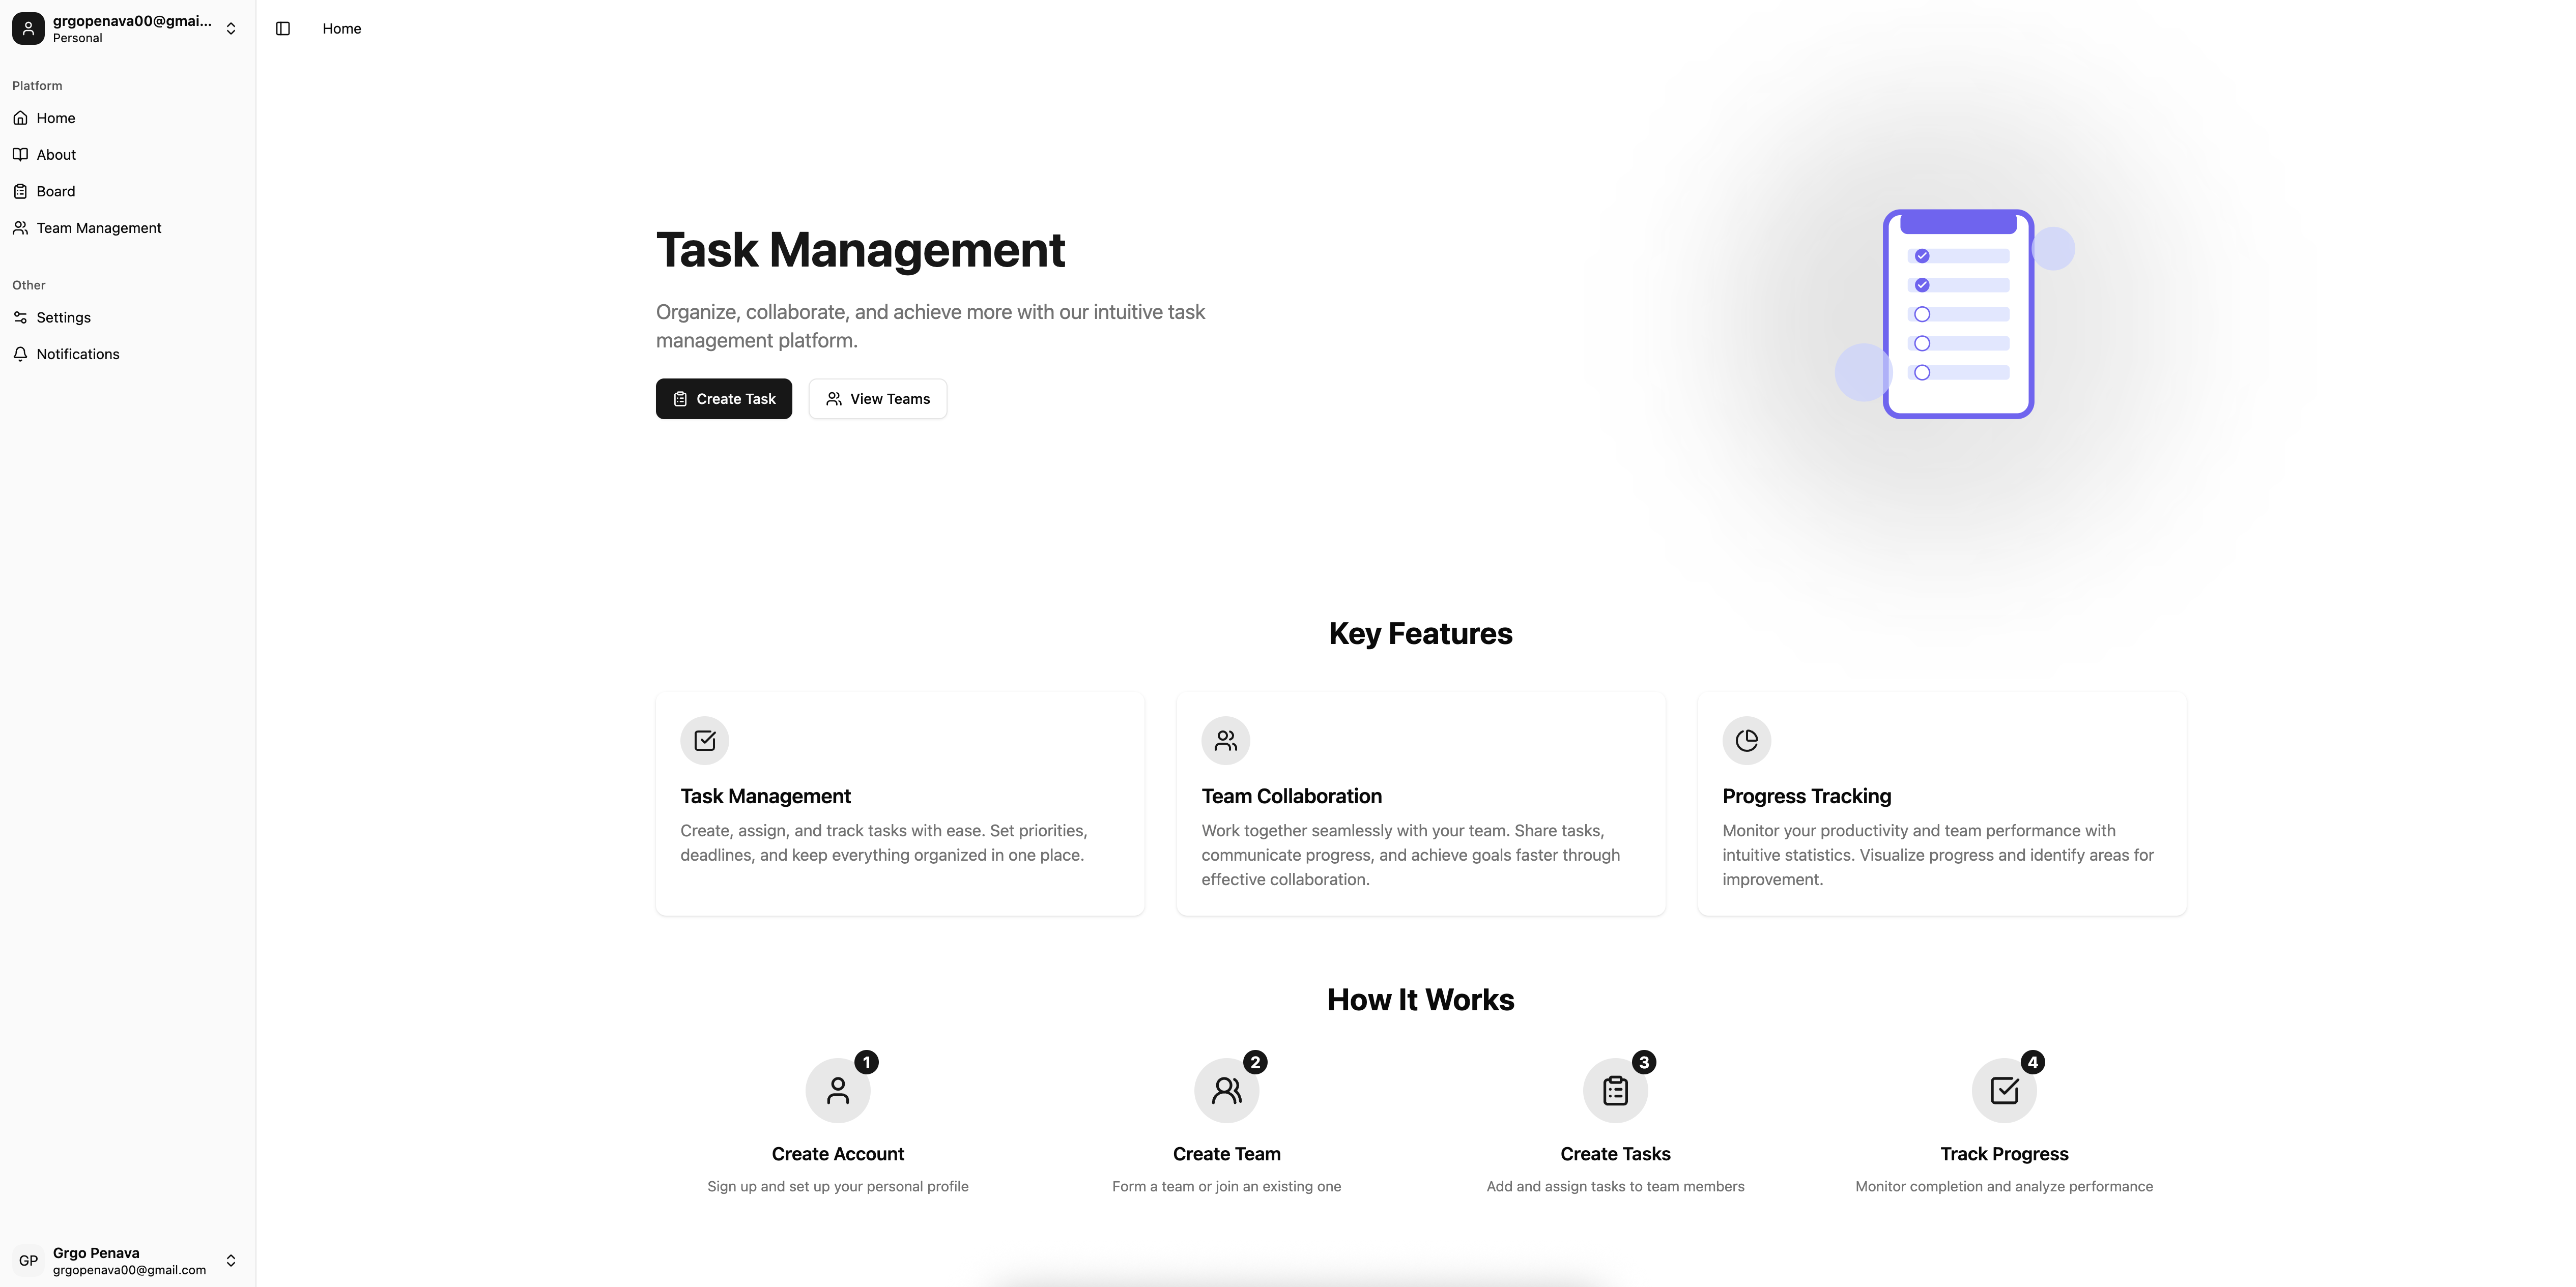 grgopenava00@gmai...
Personal
Platform
Home
About
Board
Team Management
Other
Settings
Notifications
GP
Grgo Penava
grgopenava00@gmail.com
Home
Task Management
Organize, collaborate, and achieve more with our intuitive task
management platform.
Create Task
View Teams
Key Features
Task Management
Create, assign, and track tasks with ease. Set priorities,
deadlines, and keep everything organized in one place.
Team Collaboration
Work together seamlessly with your team. Share tasks,
communicate progress, and achieve goals faster through
effective collaboration.
Progress Tracking
Monitor your productivity and team performance with
intuitive statistics. Visualize progress and identify areas for
improvement.
How It Works
1
Create Account
Sign up and set up your personal profile
2
Create Team
Form a team or join an existing one
3
Create Tasks
Add and assign tasks to team members
4
Track Progress
Monitor completion and analyze performance